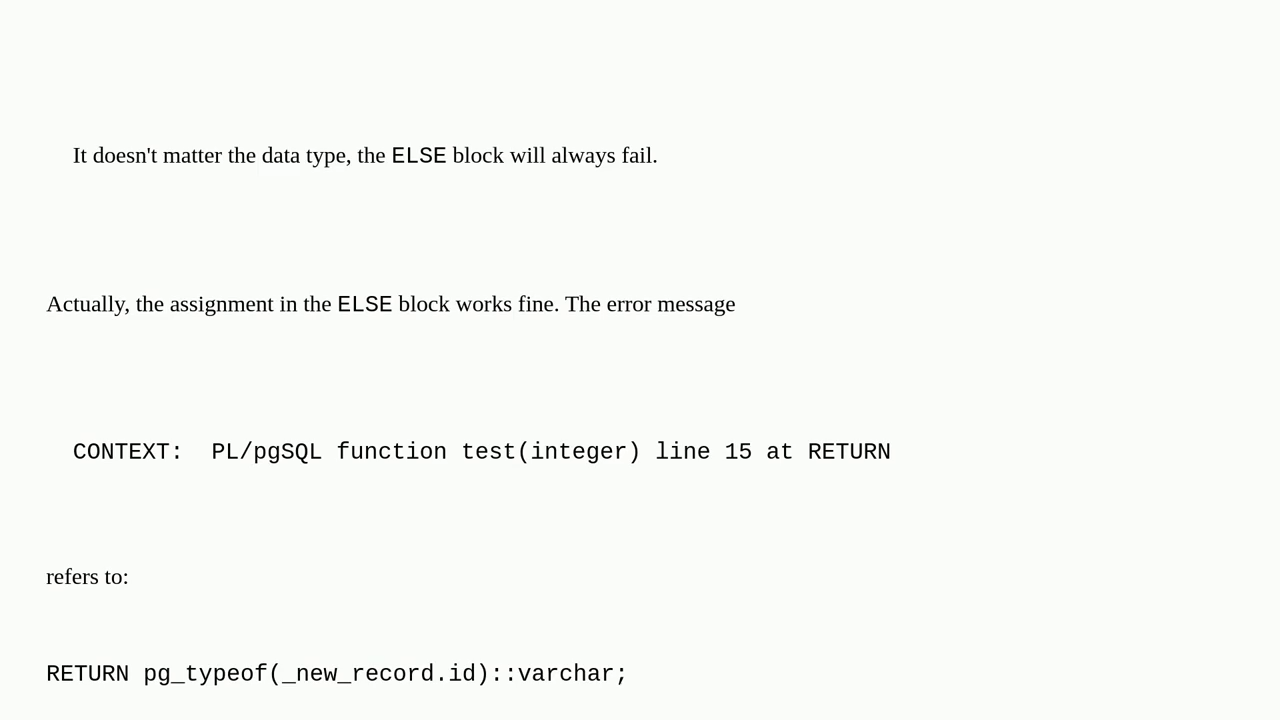 It doesn't matter the data type, the ELSE block will always fail.
Actually, the assignment in the ELSE block works fine. The error message
CONTEXT:  PL/pgSQL function test(integer) line 15 at RETURN
refers to:
RETURN pg_typeof(_new_record.id)::varchar;